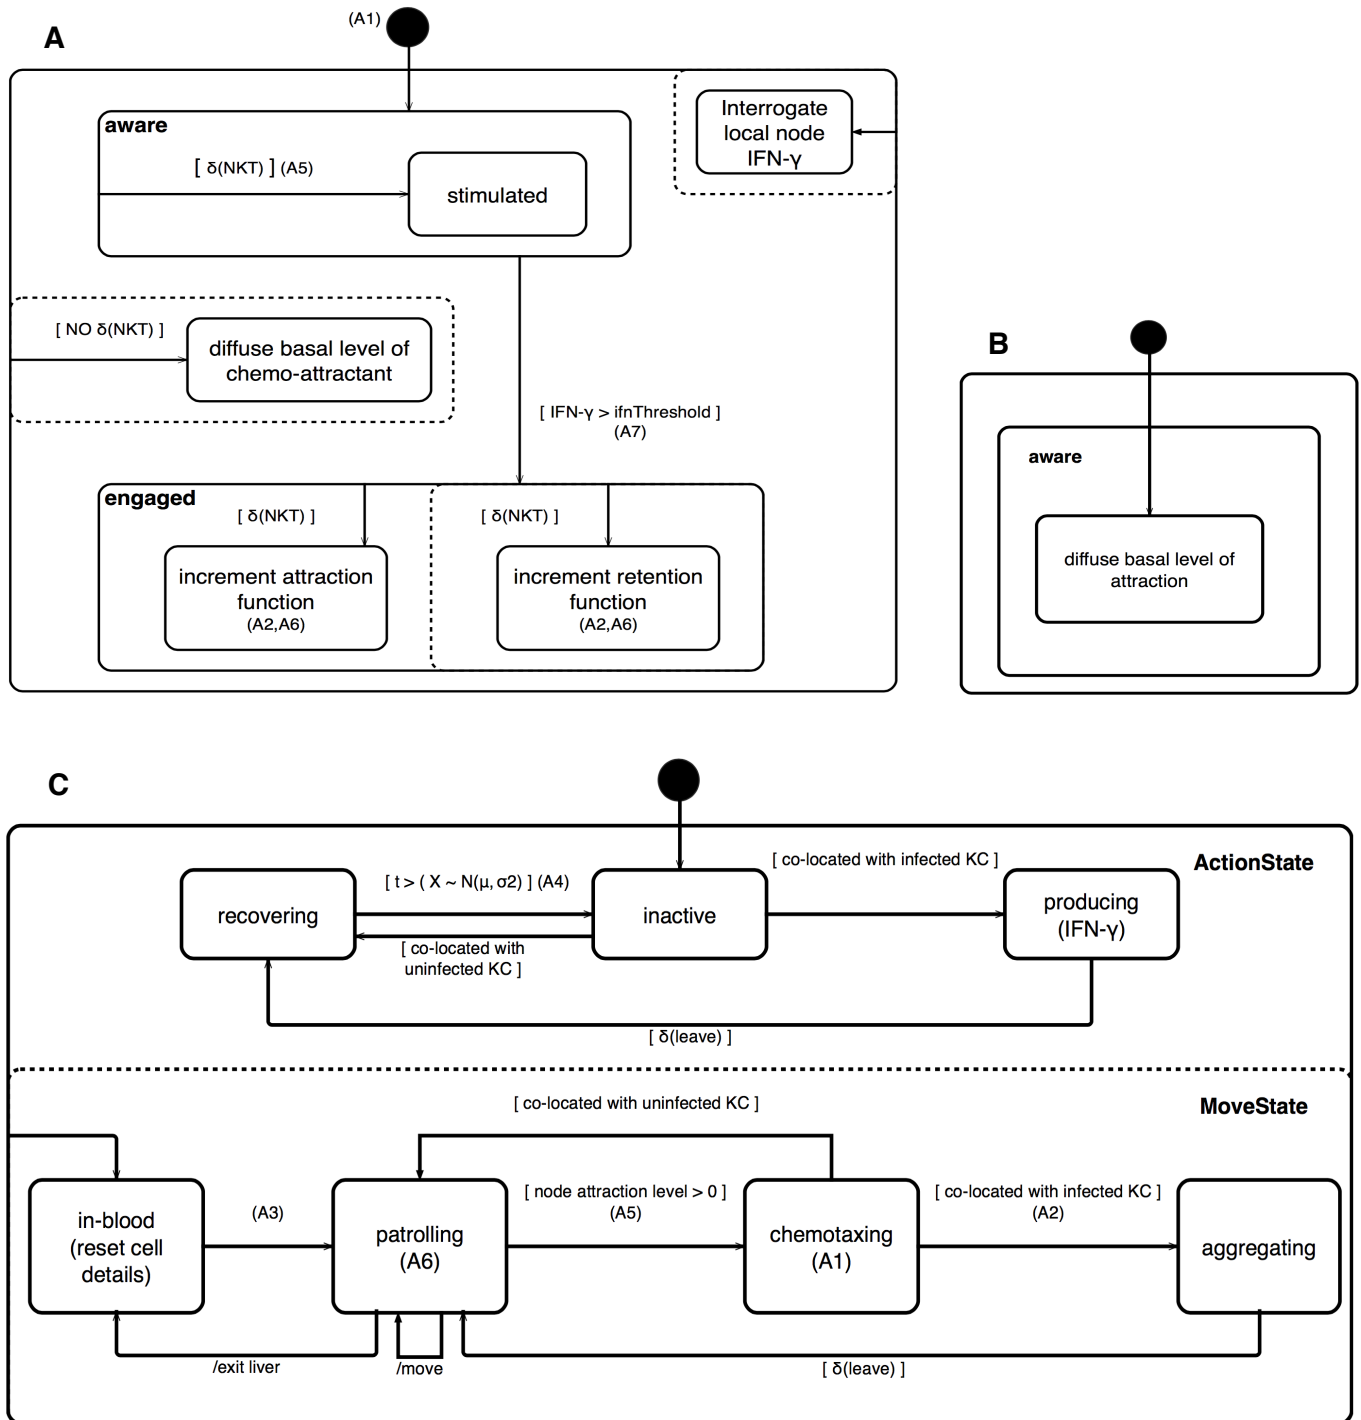 A
(A1)
aware
[ δ(NKT) ] (A5)
stimulated
Interrogate
local node
IFN-γ
[ NO δ(NKT) ]
diffuse basal level of
chemo-attractant
[ IFN-γ > ifnThreshold ]
(A7)
engaged
[ δ(NKT) ]
[ δ(NKT) ]
increment attraction
function
(A2,A6)
increment retention
function
(A2,A6)
B
aware
diffuse basal level of
attraction
C
ActionState
recovering
[ t > ( X ~ N(μ, σ2) ] (A4)
[ co-located with
uninfected KC ]
inactive
[ co-located with infected KC ]
producing
(IFN-γ)
[ δ(leave) ]
MoveState
[ co-located with uninfected KC ]
in-blood
(reset cell
details)
(A3)
patrolling
(A6)
[ node attraction level > 0 ]
(A5)
chemotaxing
(A1)
[ co-located with infected KC ]
(A2)
aggregating
/exit liver
/move
[ δ(leave) ]